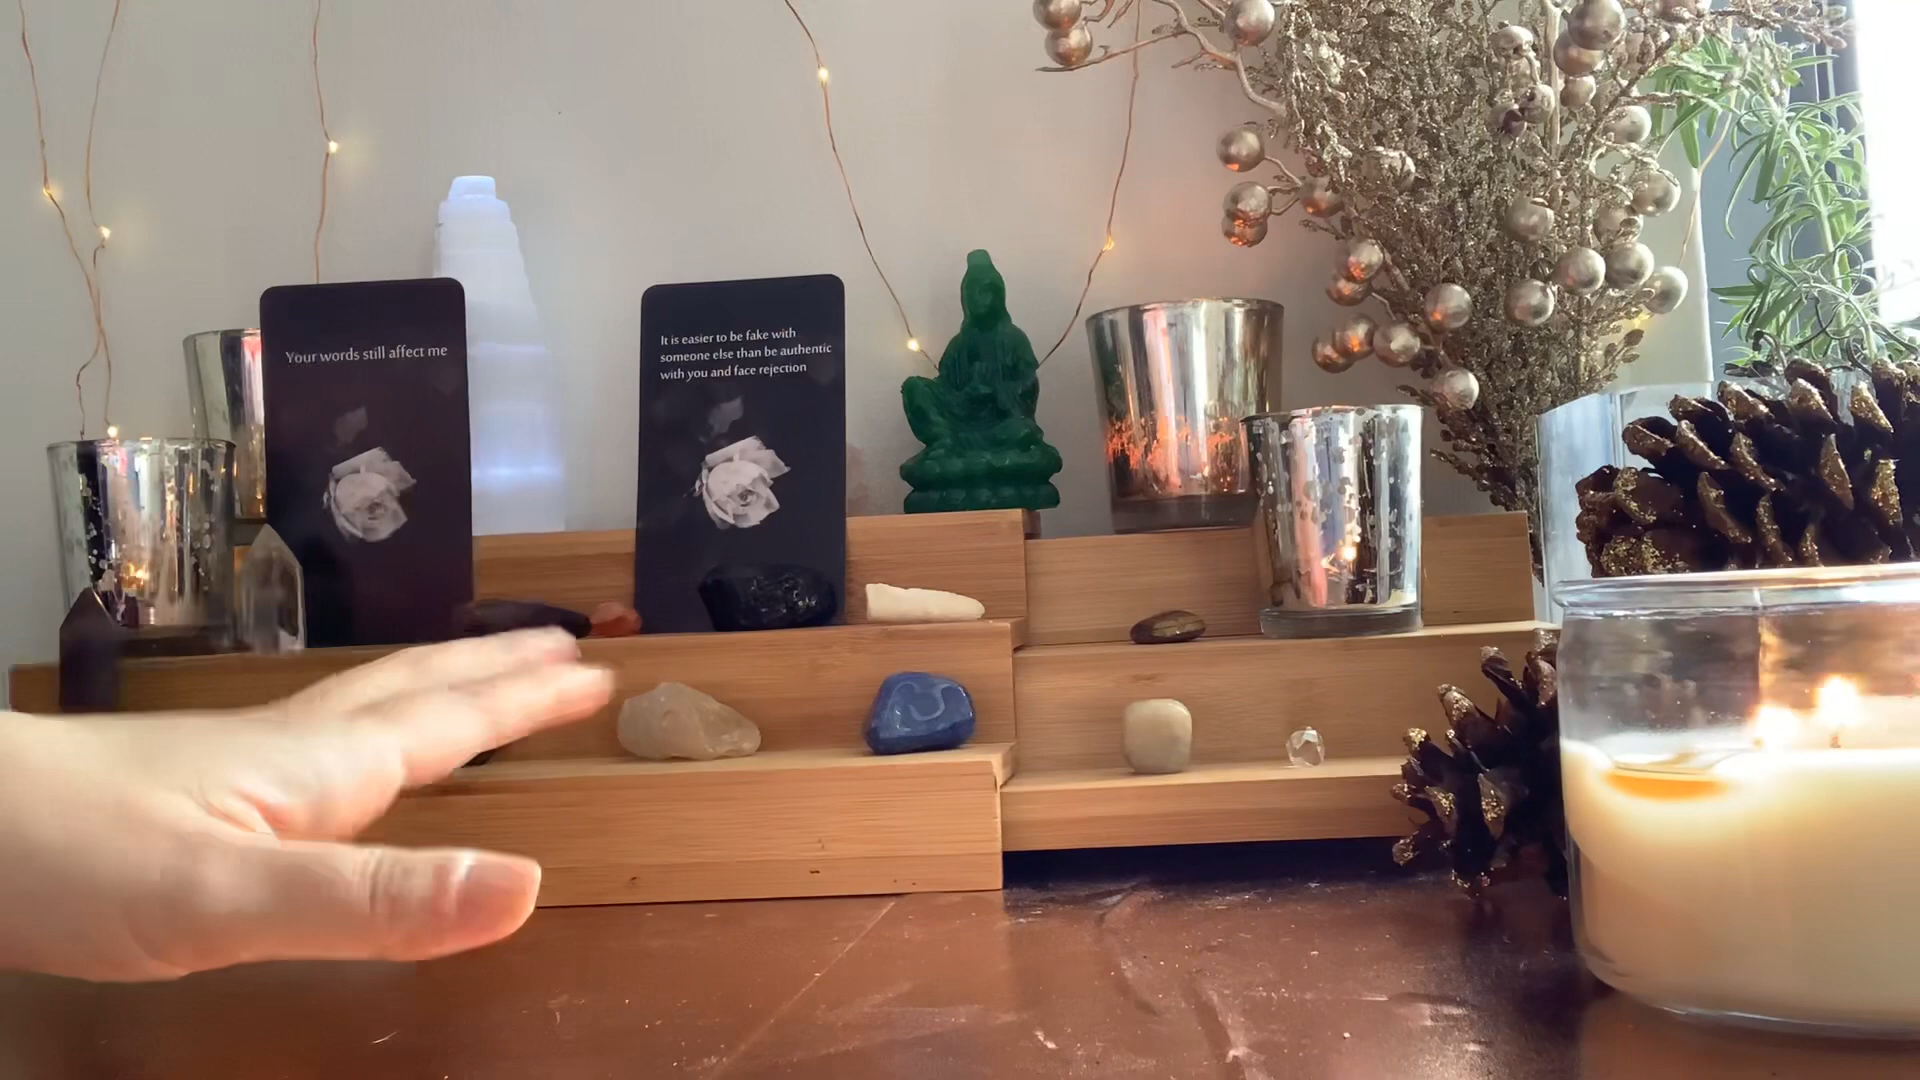 Your words still affect me
It is easier to be fake with
someone else than be authentic
with you and face rejection